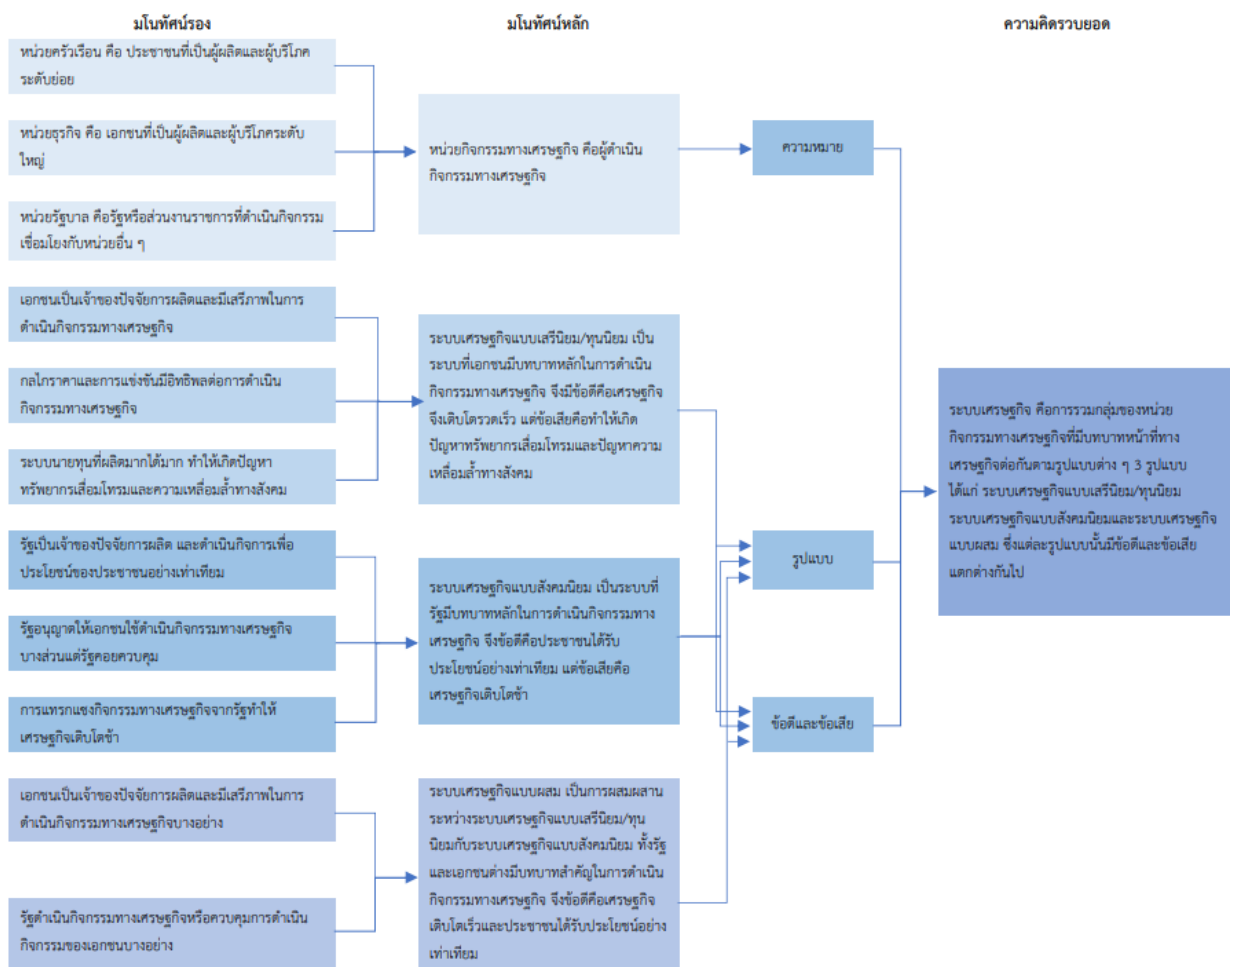 มโนทัศน์รอง
มโนทัศน์หลัก
ความคิดรวบยอด
หน่วยครัวเรือน คือ ประชาชนที่เป็นผู้ผลิตและผู้บริโภค
ระดับย่อย
หน่วยธุรกิจ คือ เอกชนที่เป็นผู้ผลิตและผู้บริโภคระดับ
ใหญ่
หน่วยรัฐบาล คือรัฐหรือส่วนงานราชการที่ดำเนินกิจกรรม
เชื่อมโยงกับหน่วยอื่น ๆ
หน่วยกิจกรรมทางเศรษฐกิจ คือผู้ดำเนิน
กิจกรรมทางเศรษฐกิจ
ความหมาย
เอกชนเป็นเจ้าของปัจจัยการผลิตและมีเสรีภาพในการ
ดำเนินกิจกรรมทางเศรษฐกิจ
กลไกราคาและการแข่งขันมีอิทธิพลต่อการดำเนิน
กิจกรรมทางเศรษฐกิจ
ระบบนายทุนที่ผลิตมากได้มาก ทำให้เกิดปัญหา
ทรัพยากรเสื่อมโทรมและความเหลื่อมล้ำทางสังคม
ระบบเศรษฐกิจแบบเสรีนิยม/ทุนนิยม เป็น
ระบบที่เอกชนมีบทบาทหลักในการดำเนิน
กิจกรรมทางเศรษฐกิจ จึงมีข้อดีคือเศรษฐกิจ
จึงเติบโตรวดเร็ว แต่ข้อเสียคือทำให้เกิด
ปัญหาทรัพยากรเสื่อมโทรมและปัญหาความ
เหลื่อมล้ำทางสังคม
รัฐเป็นเจ้าของปัจจัยการผลิต และดำเนินกิจการเพื่อ
ประโยชน์ของประชาชนอย่างเท่าเทียม
รัฐอนุญาตให้เอกชนใช้ดำเนินกิจกรรมทางเศรษฐกิจ
บางส่วนแต่รัฐคอยควบคุม
การแทรกแซงกิจกรรมทางเศรษฐกิจจากรัฐทำให้
เศรษฐกิจเติบโตช้า
ระบบเศรษฐกิจแบบสังคมนิยม เป็นระบบที่
รัฐมีบทบาทหลักในการดำเนินกิจกรรมทาง
เศรษฐกิจ จึงข้อดีคือประชาชนได้รับ
ประโยชน์อย่างเท่าเทียม แต่ข้อเสียคือ
เศรษฐกิจเติบโตช้า
รูปแบบ
ข้อดีและข้อเสีย
เอกชนเป็นเจ้าของปัจจัยการผลิตและมีเสรีภาพในการ
ดำเนินกิจกรรมทางเศรษฐกิจบางอย่าง
รัฐดำเนินกิจกรรมทางเศรษฐกิจหรือควบคุมการดำเนิน
กิจกรรมของเอกชนบางอย่าง
ระบบเศรษฐกิจแบบผสม เป็นการผสมผสาน
ระหว่างระบบเศรษฐกิจแบบเสรีนิยม/ทุน
นิยมกับระบบเศรษฐกิจแบบสังคมนิยม ทั้งรัฐ
และเอกชนต่างมีบทบาทสำคัญในการดำเนิน
กิจกรรมทางเศรษฐกิจ จึงข้อดีคือเศรษฐกิจ
เติบโตเร็วและประชาชนได้รับประโยชน์อย่าง
เท่าเทียม
ระบบเศรษฐกิจ คือการรวมกลุ่มของหน่วย
กิจกรรมทางเศรษฐกิจที่มีบทบาทหน้าที่ทาง
เศรษฐกิจต่อกันตามรูปแบบต่าง ๆ 3 รูปแบบ
ได้แก่ ระบบเศรษฐกิจแบบเสรีนิยม/ทุนนิยม
ระบบเศรษฐกิจแบบสังคมนิยมและระบบเศรษฐกิจ
แบบผสม ซึ่งแต่ละรูปแบบนั้นมีข้อดีและข้อเสีย
แตกต่างกันไป